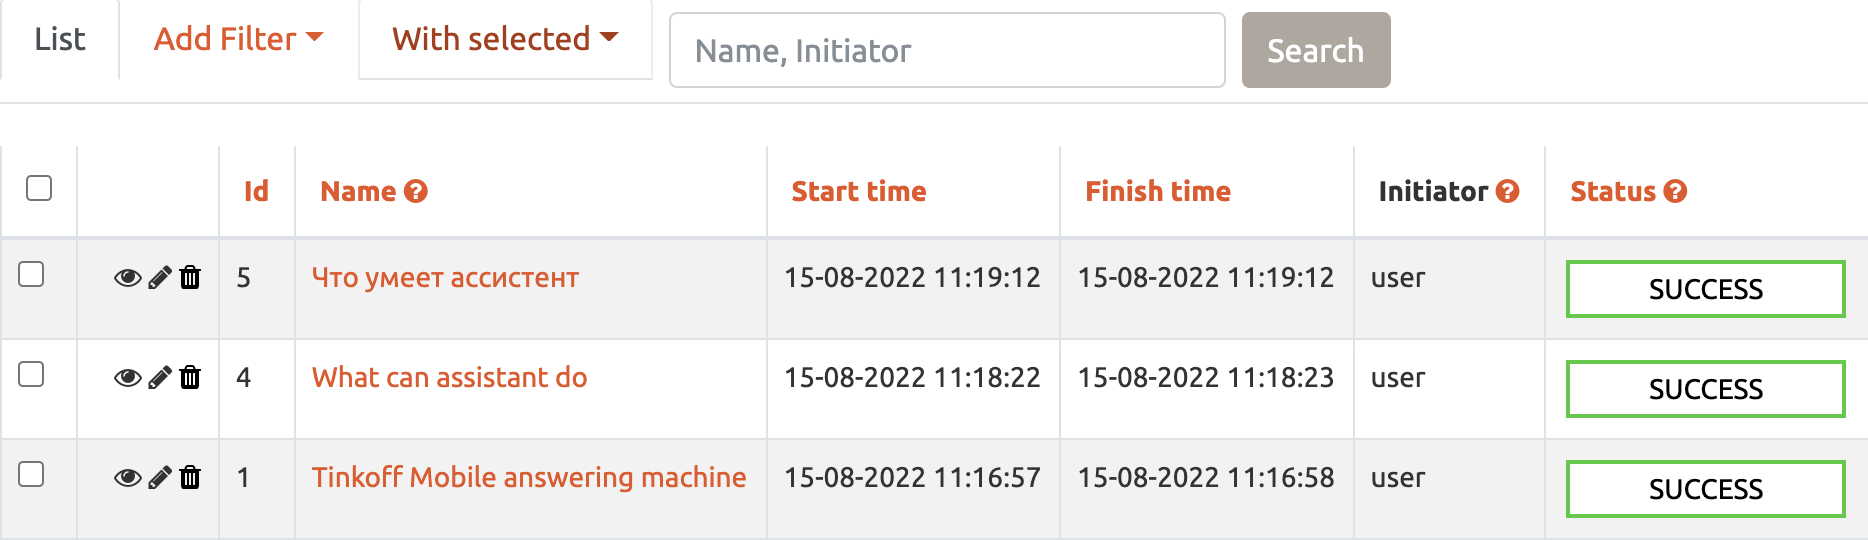 List Add Filter With selected Name, Initiator Search
Id Name Start time Finish time Initiator Status
5 Что умеет ассистент 15-08-2022 11:19:12 15-08-2022 11:19:12 user SUCCESS
4 What can assistant do 15-08-2022 11:18:22 15-08-2022 11:18:23 user SUCCESS
1 Tinkoff Mobile answering machine 15-08-2022 11:16:57 15-08-2022 11:16:58 user SUCCESS